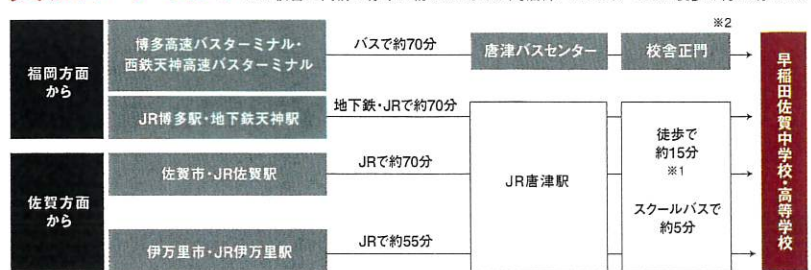 ※2
福岡方面
から
博多高速バスターミナル・
西鉄天神高速バスターミナル
バスで約70分
唐津バスセンター
校舎正門
JR博多駅・地下鉄天神駅
地下鉄・JRで約70分
佐賀方面
から
佐賀市・JR佐賀駅
JRで約70分
伊万里市・JR伊万里駅
JRで約55分
JR唐津駅
徒歩で
約15分
※1
スクールバスで
約5分
早稲田佐賀中学校・高等学校